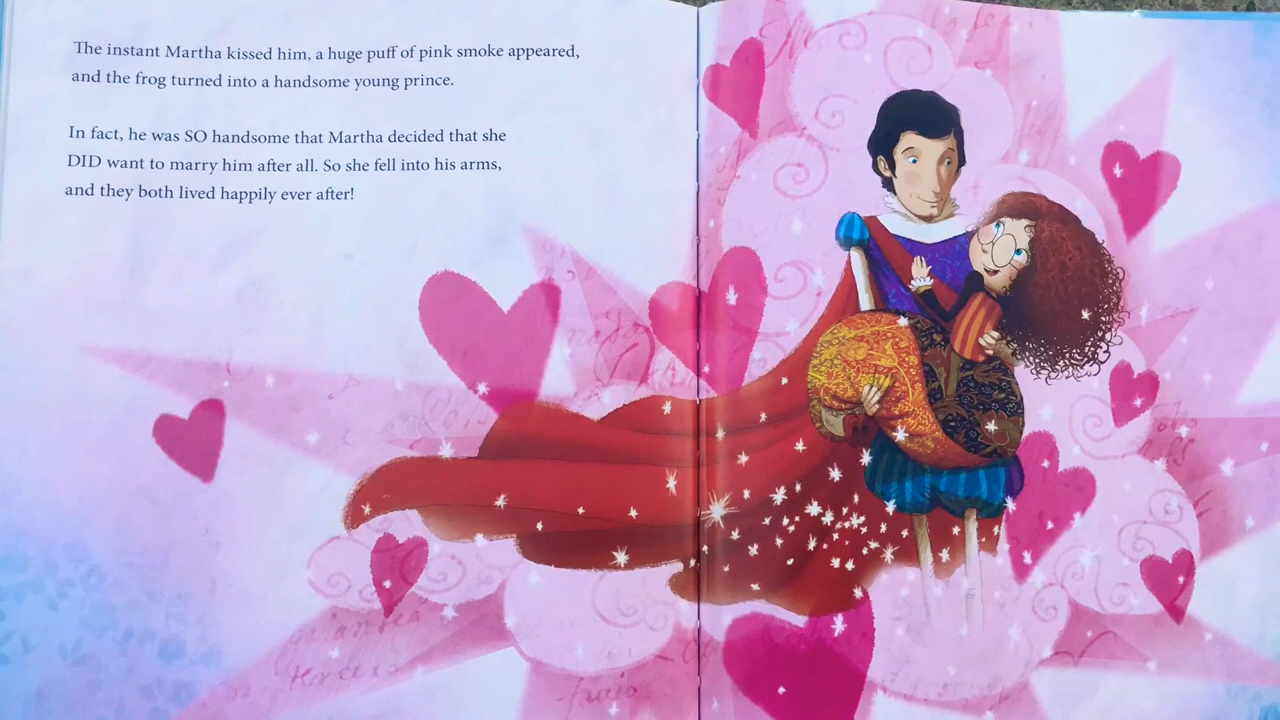 The instant Martha kissed him, a huge puff of pink smoke appeared,
and the frog turned into a handsome young prince.
In fact, he was SO handsome that Martha decided that she
DID want to marry him after all. So she fell into his arms,
and they both lived happily ever after!